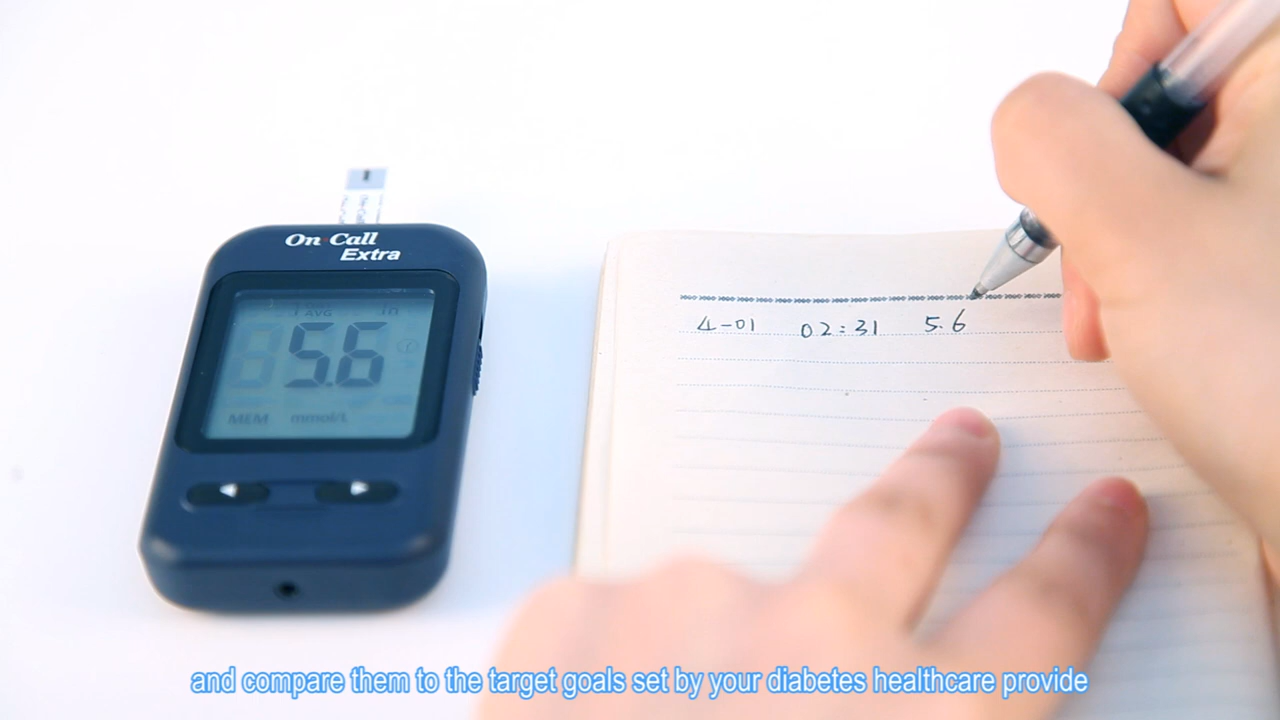 On Call
Extra
AVG
5.6
MEM mmol/L
4-01 02:31 5.6
and compare them to the target goals set by your diabetes healthcare provide